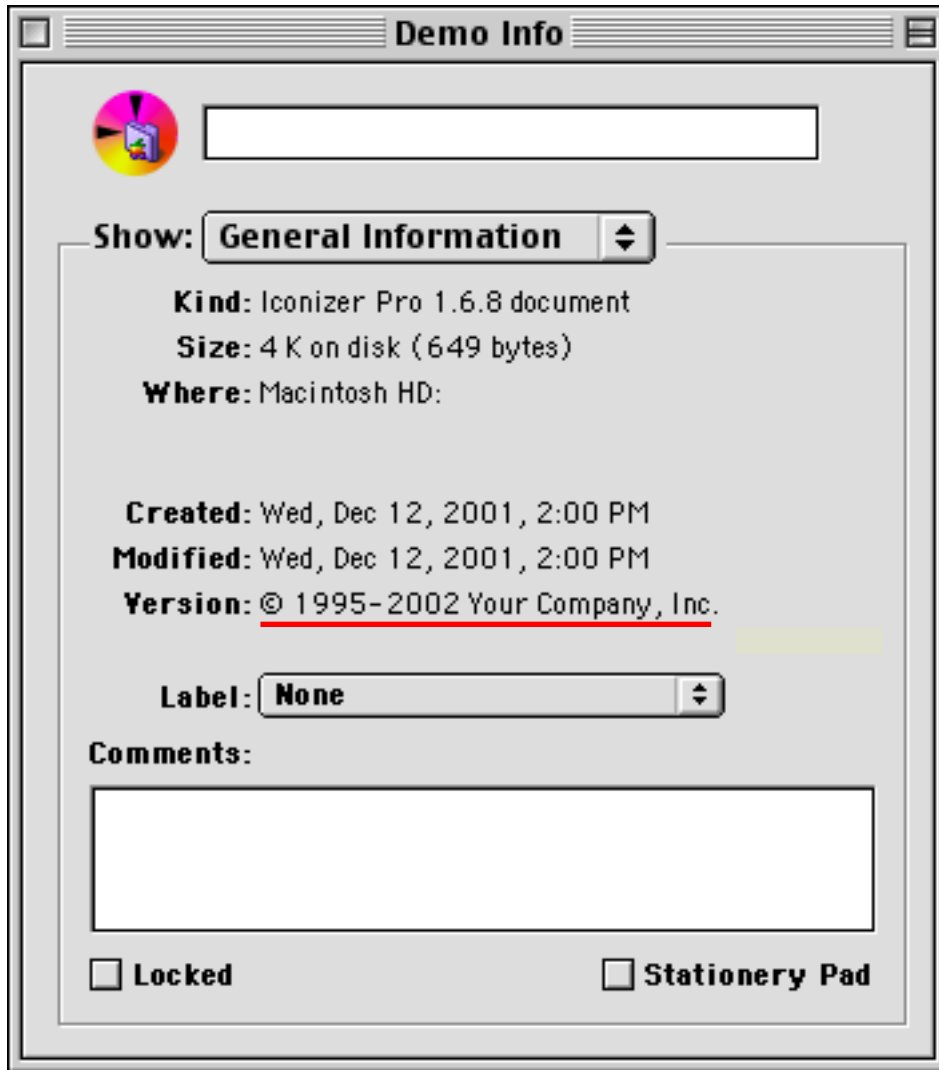 Demo Info
Show: General Information
Kind: Iconizer Pro 1.6.8 document
Size: 4 K on disk (649 bytes)
Where: Macintosh HD:
Created: Wed, Dec 12, 2001, 2:00 PM
Modified: Wed, Dec 12, 2001, 2:00 PM
Version: © 1995-2002 Your Company, Inc.
Label: None
Comments:
Locked Stationery Pad